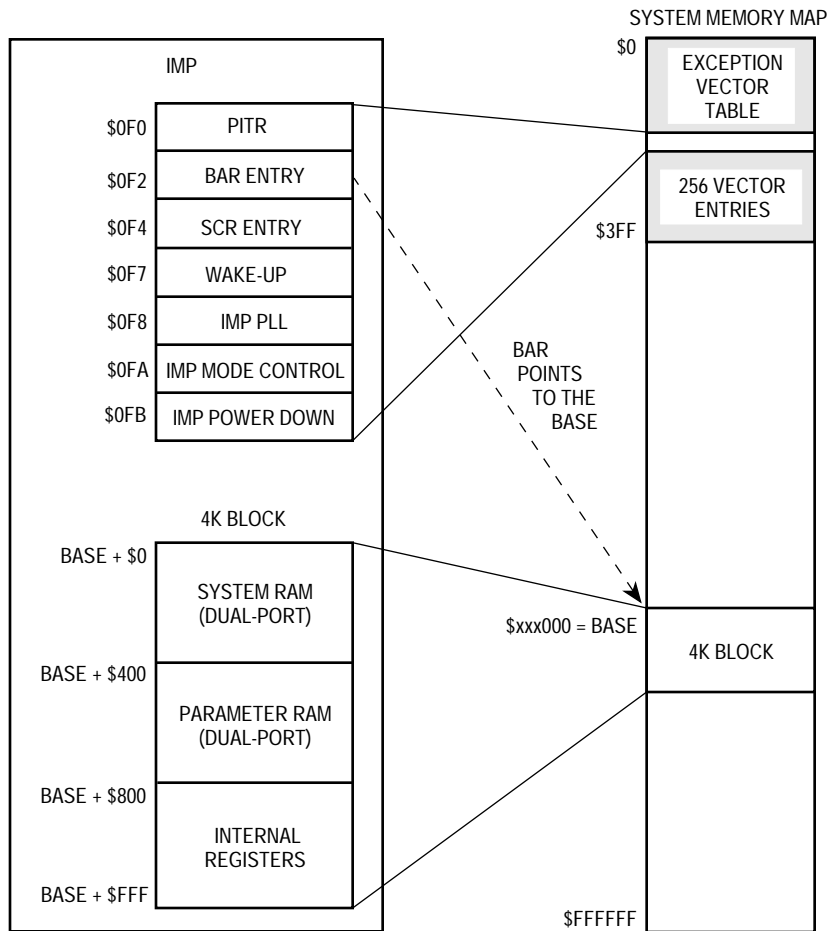 SYSTEM MEMORY MAP
IMP
$0F0
PITR
$0F2
BAR ENTRY
$0F4
SCR ENTRY
$0F7
WAKE-UP
$0F8
IMP PLL
$0FA
IMP MODE CONTROL
$0FB
IMP POWER DOWN
4K BLOCK
BASE + $0
SYSTEM RAM
(DUAL-PORT)
BASE + $400
PARAMETER RAM
(DUAL-PORT)
BASE + $800
INTERNAL
REGISTERS
BASE + $FFF
BAR
POINTS
TO THE
BASE
$0
EXCEPTION
VECTOR
TABLE
256 VECTOR
ENTRIES
$3FF
$xxx000 = BASE
4K BLOCK
$FFFFFF